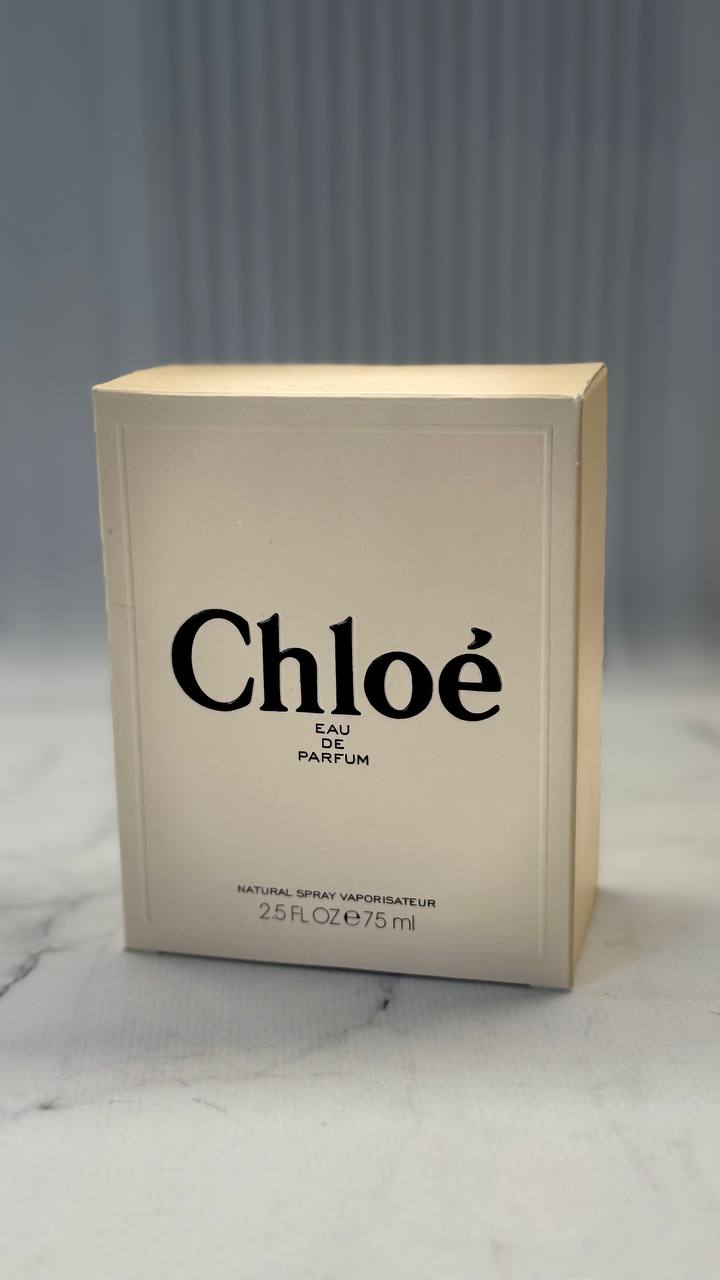 Chloé
EAU
DE
PARFUM
NATURAL SPRAY VAPORISATEUR
2.5 FL OZ ℮ 75 ml